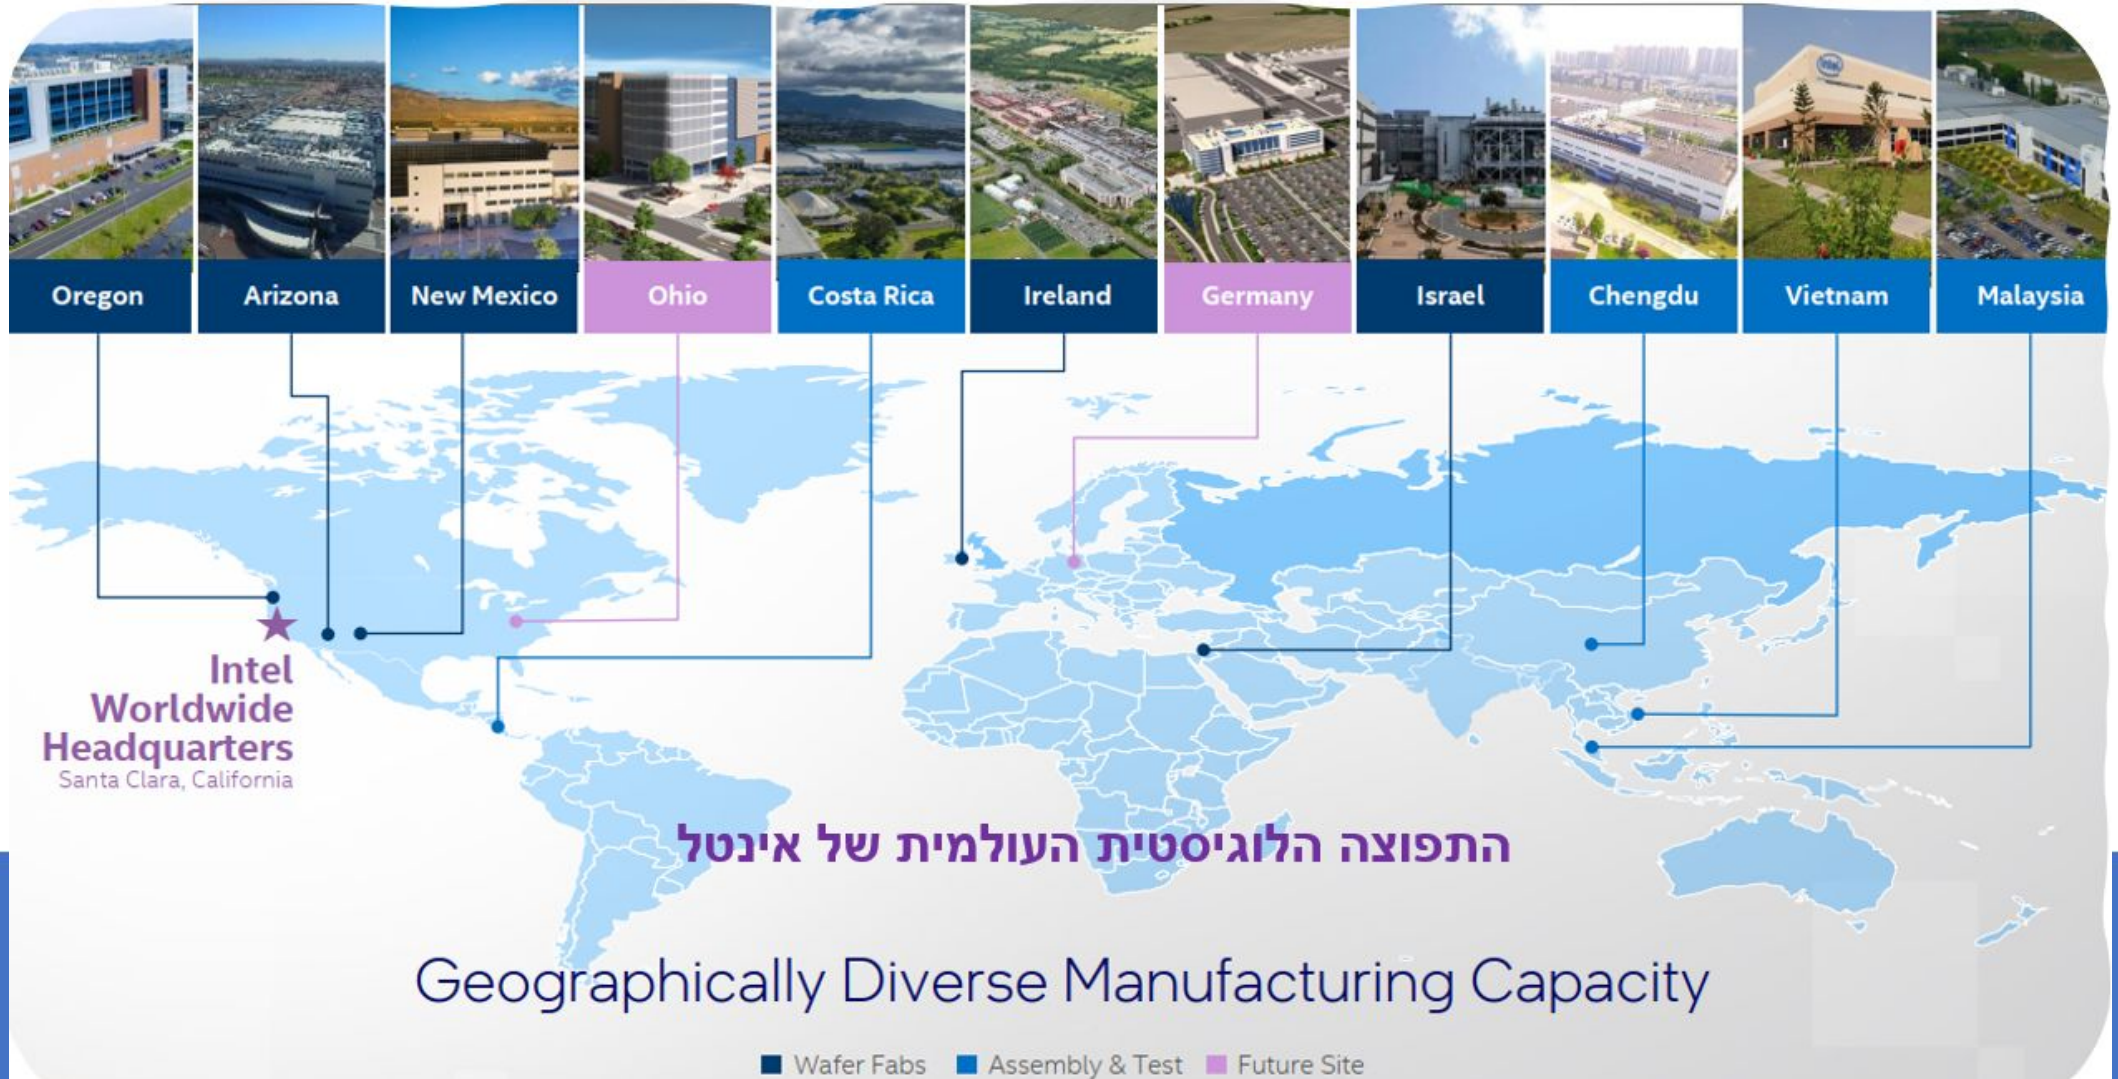 Oregon
Arizona
New Mexico
Ohio
Costa Rica
Ireland
Germany
Israel
Chengdu
Vietnam
Malaysia
intel
Intel
Worldwide
Headquarters
Santa Clara, California
התפוצה הלוגיסטית העולמית של אינטל
Geographically Diverse Manufacturing Capacity
Wafer Fabs
Assembly & Test
Future Site